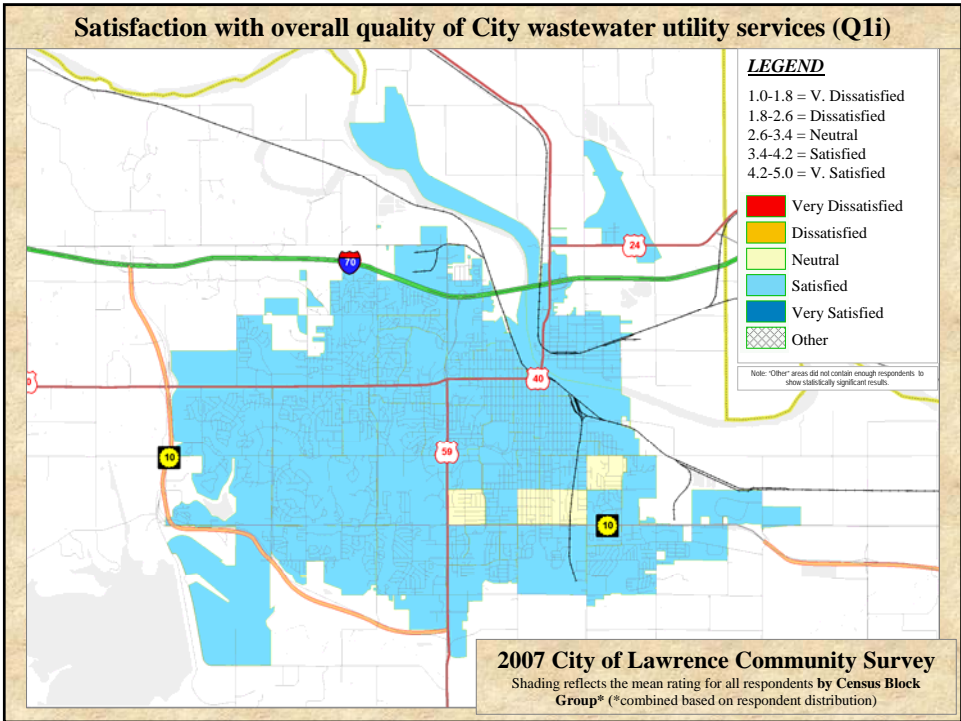 Satisfaction with overall quality of City wastewater utility services (Q1i)
LEGEND
1.0-1.8 = V. Dissatisfied
1.8-2.6 = Dissatisfied
2.6-3.4 = Neutral
3.4-4.2 = Satisfied
4.2-5.0 = V. Satisfied
Very Dissatisfied
Dissatisfied
Neutral
Satisfied
Very Satisfied
Other
Note: "Other" areas did not contain enough respondents to
show statistically significant results.
24
70
40
59
10
10
2007 City of Lawrence Community Survey
Shading reflects the mean rating for all respondents by Census Block
Group* (*combined based on respondent distribution)